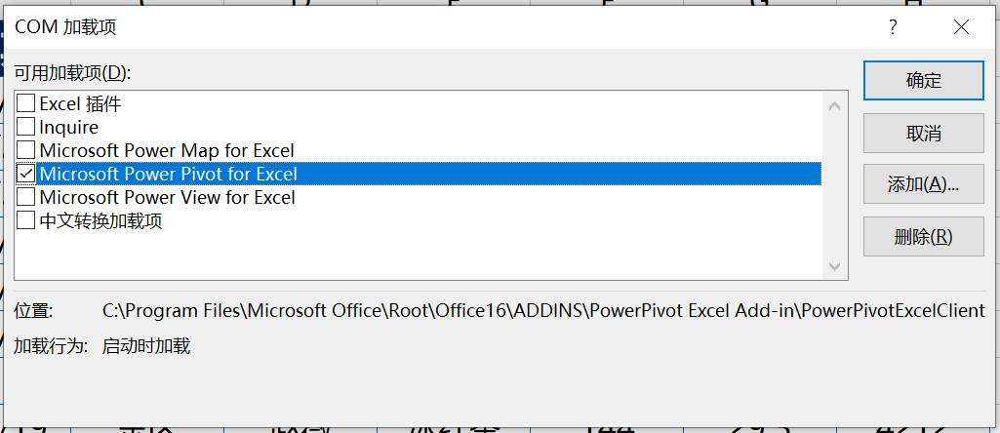 COM 加载项
?
可用加载项(D):
Excel 插件
Inquire
Microsoft Power Map for Excel
Microsoft Power Pivot for Excel
Microsoft Power View for Excel
中文转换加载项
确定
取消
添加(A)...
删除(R)
位置: C:\Program Files\Microsoft Office\Root\Office16\ADDINS\PowerPivot Excel Add-in\PowerPivotExcelClient
加载行为: 启动时加载